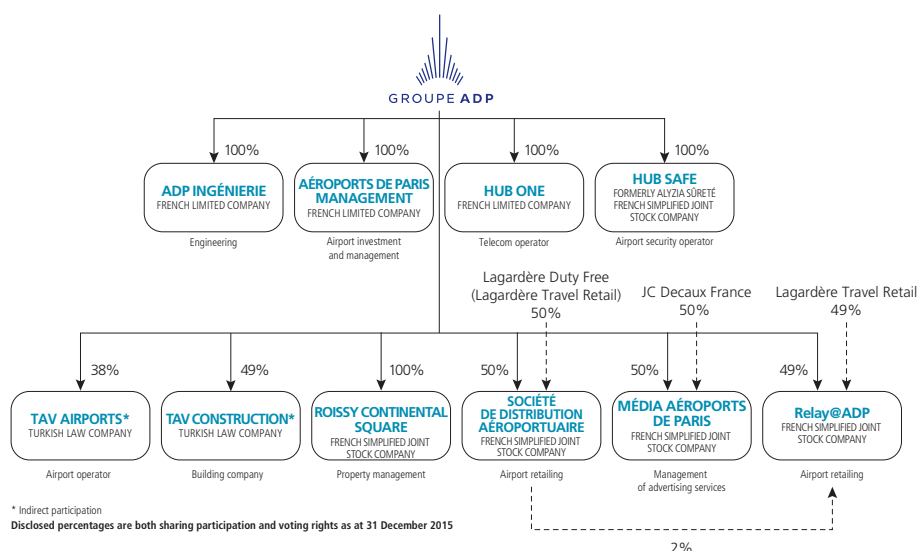 GROUPE ADP
100%
100%
100%
100%
ADP INGÉNIERIE
FRENCH LIMITED COMPANY
Engineering
AÉROPORTS DE PARIS
MANAGEMENT
FRENCH LIMITED COMPANY
Airport investment
and management
HUB ONE
FRENCH LIMITED COMPANY
Telecom operator
HUB SAFE
FORMERLY ALYZIA SÛRETÉ
FRENCH SIMPLIFIED JOINT
STOCK COMPANY
Airport security operator
Lagardère Duty Free
(Lagardère Travel Retail)
50%
JC Decaux France
50%
Lagardère Travel Retail
49%
38%
49%
100%
50%
50%
49%
TAV AIRPORTS*
TURKISH LAW COMPANY
Airport operator
TAV CONSTRUCTION*
TURKISH LAW COMPANY
Building company
ROISSY CONTINENTAL
SQUARE
FRENCH SIMPLIFIED JOINT
STOCK COMPANY
Property management
SOCIÉTÉ
DE DISTRIBUTION
AÉROPORTUAIRE
FRENCH SIMPLIFIED JOINT
STOCK COMPANY
Airport retailing
MÉDIA AÉROPORTS
DE PARIS
FRENCH SIMPLIFIED JOINT
STOCK COMPANY
Management
of advertising services
Relay@ADP
FRENCH SIMPLIFIED JOINT
STOCK COMPANY
Airport retailing
* Indirect participation
Disclosed percentages are both sharing participation and voting rights as at 31 December 2015
2%